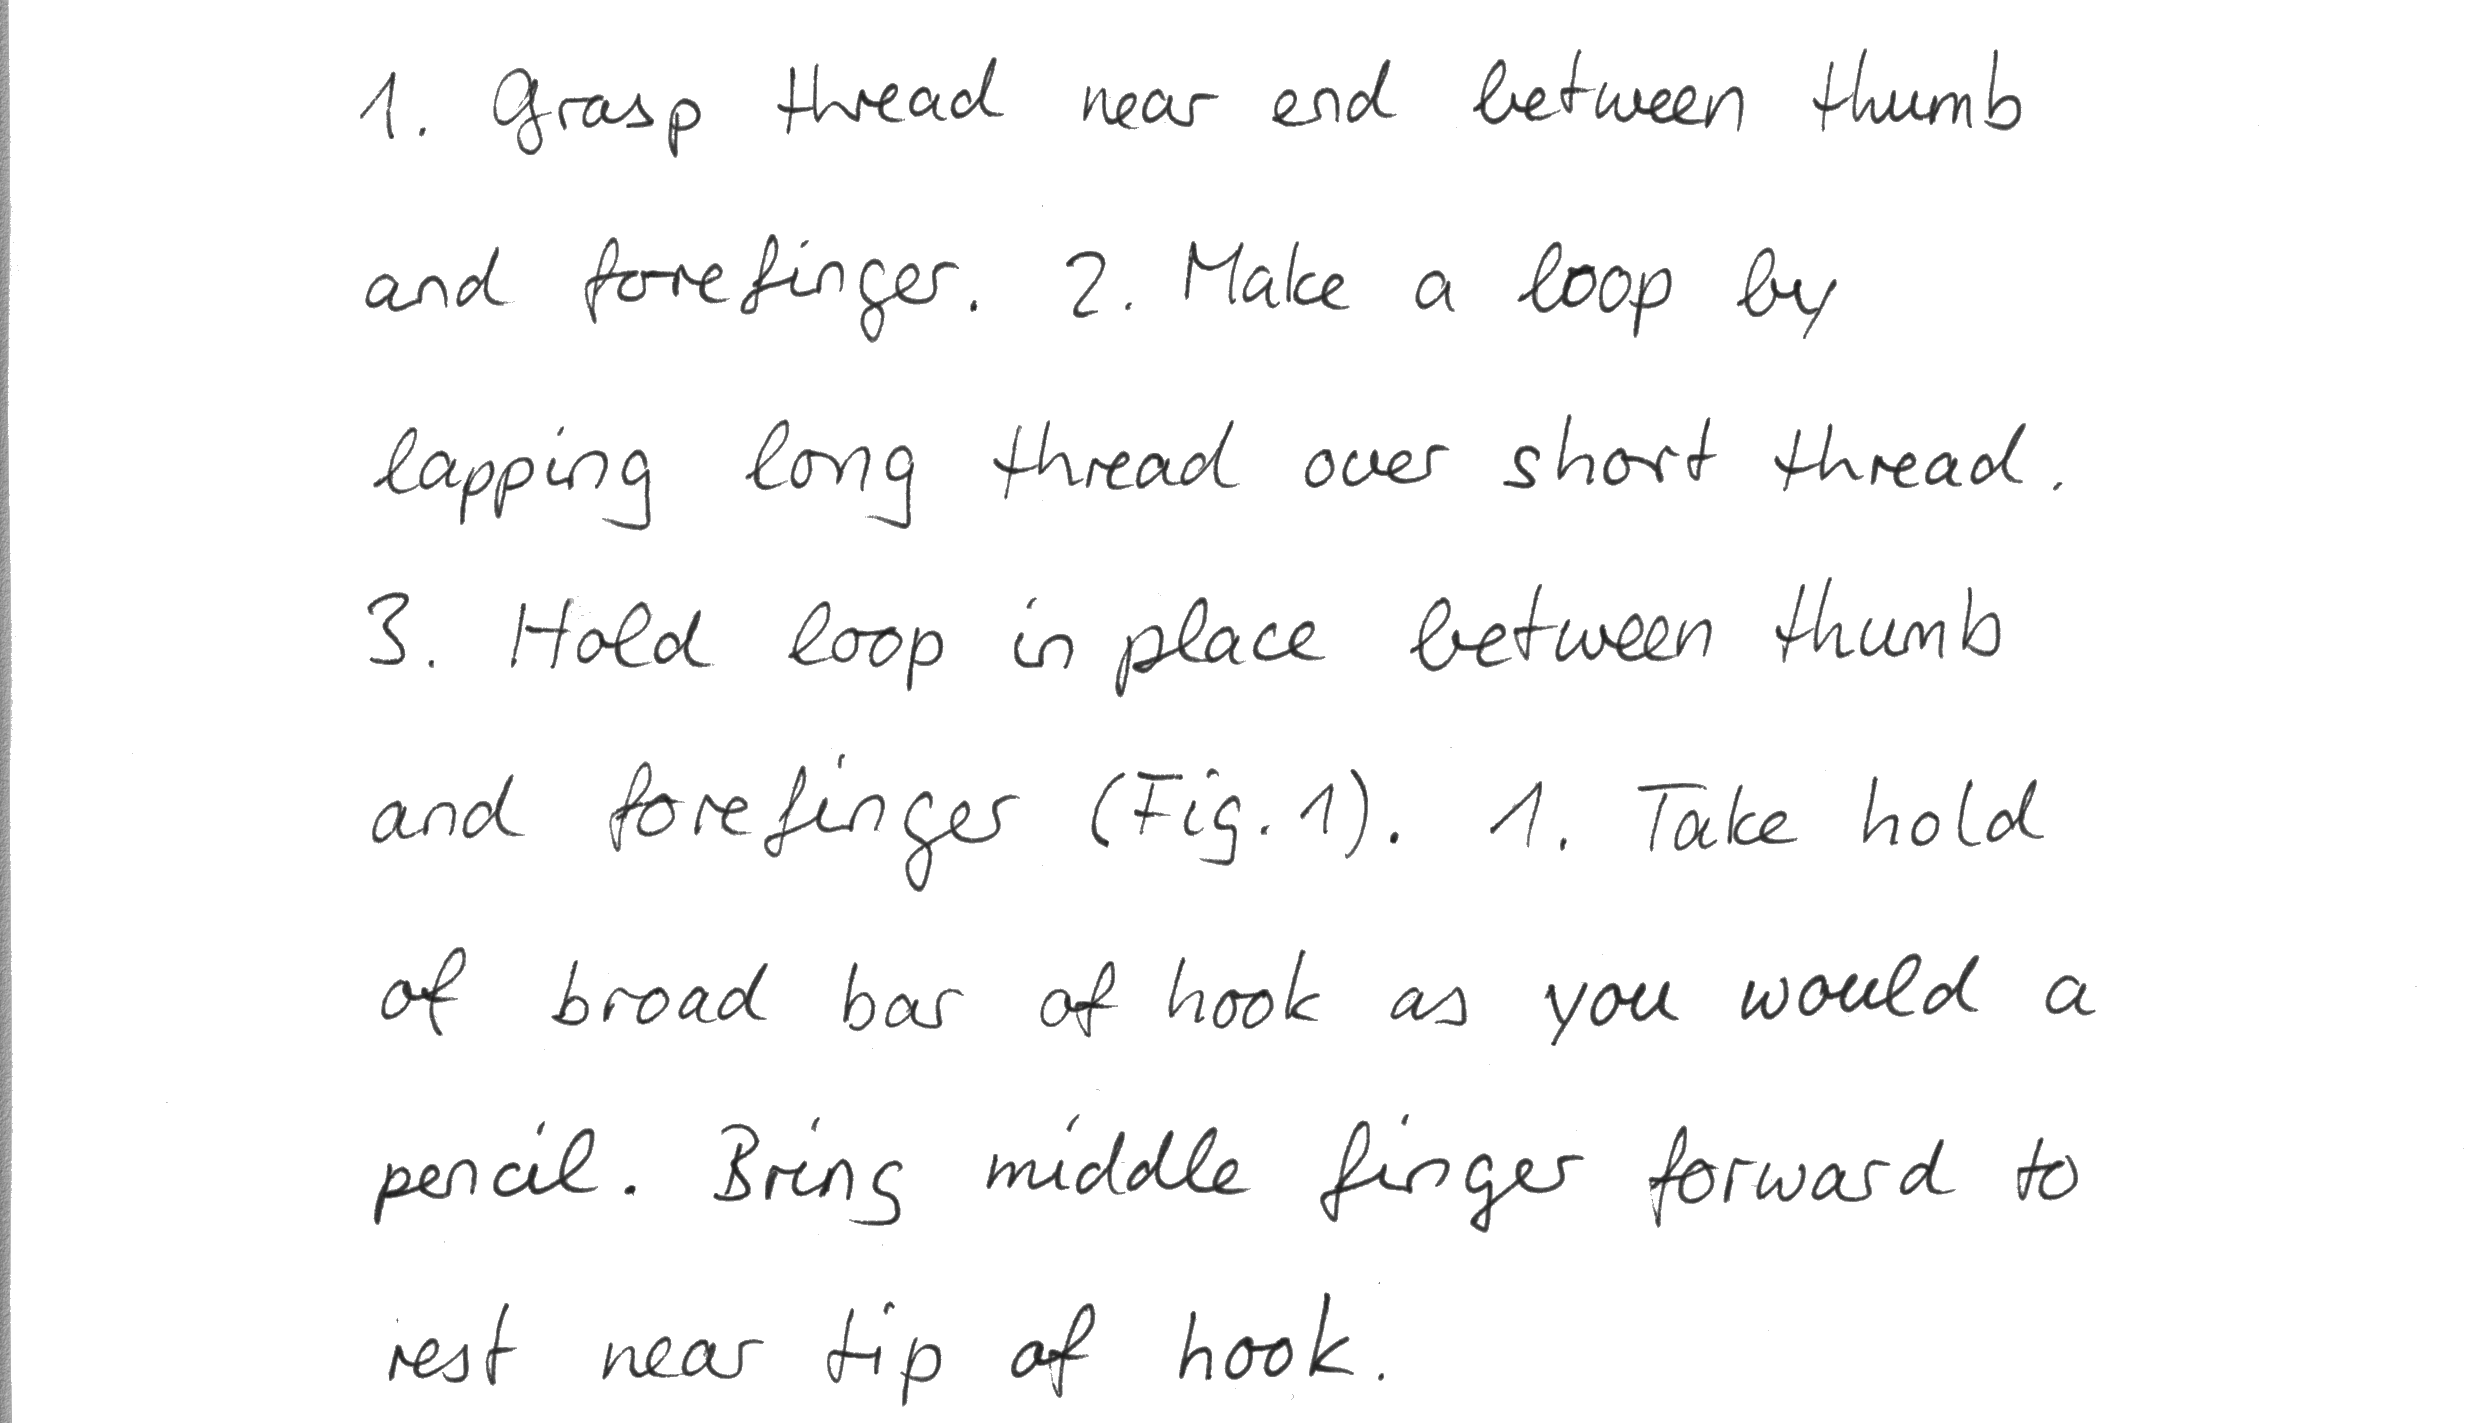 1. Grasp thread near end between thumb
and forefinger. 2. Make a loop by
lapping long thread over short thread.
3. Hold loop in place between thumb
and forefinger (Fig. 1). 1. Take hold
of broad bar of hook as you would a
pencil. Bring middle finger forward to
rest near tip of hook.